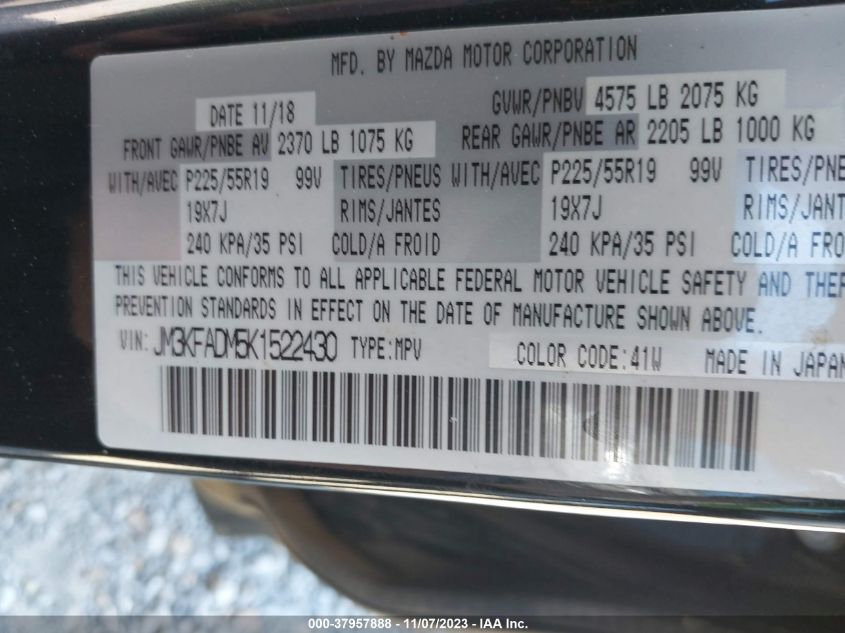 MFD. BY MAZDA MOTOR CORPORATION
DATE 11/18 GVWR/PNBV 4575 LB 2075 KG
FRONT GAWR/PNBE AV 2370 LB 1075 KG REAR GAWR/PNBE AR 2205 LB 1000 KG
WITH/AVEC P225/55R19 99V TIRES/PNEUS WITH/AVEC P225/55R19 99V TIRES/PNE
19X7J RIMS/JANTES 19X7J RIMS/JANT
240 KPA/35 PSI COLD/A FROID 240 KPA/35 PSI COLD/A FRO
THIS VEHICLE CONFORMS TO ALL APPLICABLE FEDERAL MOTOR VEHICLE SAFETY AND THEF
PREVENTION STANDARDS IN EFFECT ON THE DATE OF MANUFACTURE SHOWN ABOVE.
VIN: JM3KFADM5K1522430 TYPE:MPV COLOR CODE:41W MADE IN JAPAN
000-37957888 - 11/07/2023 - IAA Inc.